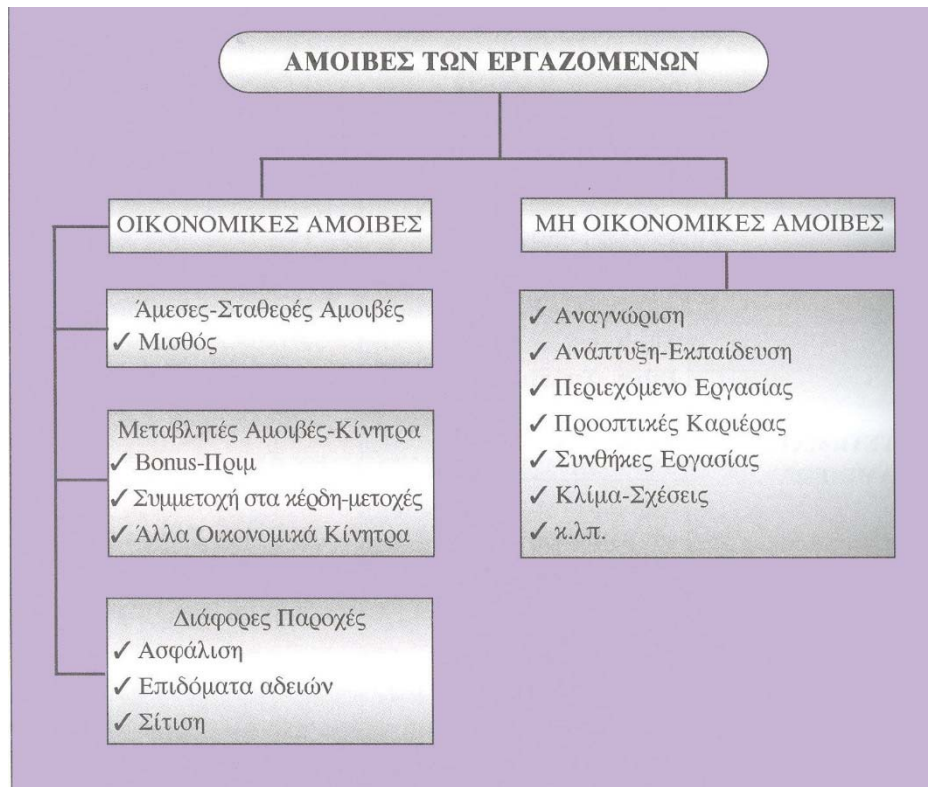 ΑΜΟΙΒΕΣ ΤΩΝ ΕΡΓΑΖΟΜΕΝΩΝ
ΟΙΚΟΝΟΜΙΚΕΣ ΑΜΟΙΒΕΣ
Άμεσες-Σταθερές Αμοιβές
✓ Μισθός
Μεταβλητές Αμοιβές-Κίνητρα
✓ Bonus-Πριμ
✓ Συμμετοχή στα κέρδη-μετοχές
✓ Άλλα Οικονομικά Κίνητρα
Διάφορες Παροχές
✓ Ασφάλιση
✓ Επιδόματα αδειών
✓ Σίτιση
ΜΗ ΟΙΚΟΝΟΜΙΚΕΣ ΑΜΟΙΒΕΣ
✓ Αναγνώριση
✓ Ανάπτυξη-Εκπαίδευση
✓ Περιεχόμενο Εργασίας
✓ Προοπτικές Καριέρας
✓ Συνθήκες Εργασίας
✓ Κλίμα-Σχέσεις
✓ κ.λπ.